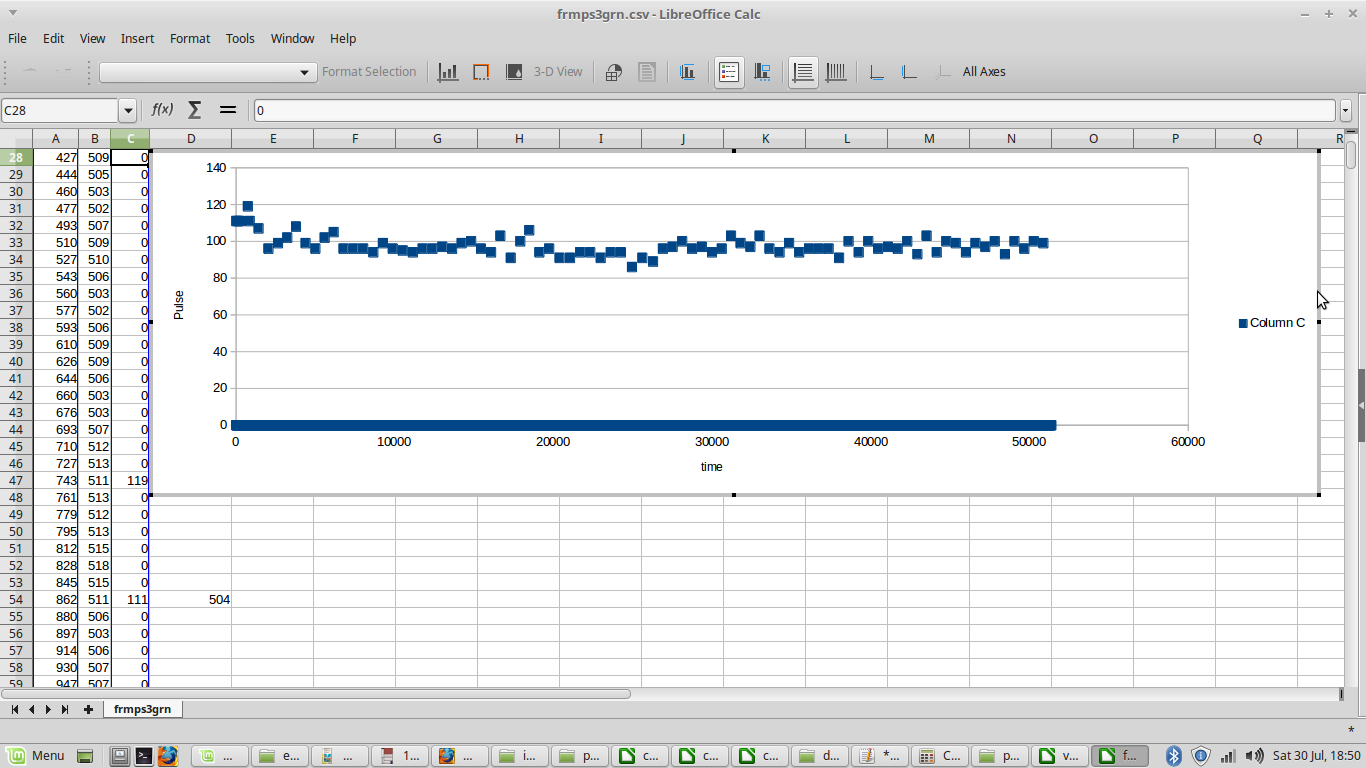 frmps3grn.csv - LibreOffice Calc
File Edit View Insert Format Tools Window Help
Format Selection 3-D View All Axes
C28 f(x) Σ = 0
A B C D E F G H I J K L M N O P Q R
28 427 509 0
29 444 505 0
30 460 503 0
31 477 502 0
32 493 507 0
33 510 509 0
34 527 510 0
35 543 506 0
36 560 503 0
37 577 502 0
38 593 506 0
39 610 509 0
40 626 509 0
41 644 506 0
42 660 503 0
43 676 503 0
44 693 507 0
45 710 512 0
46 727 513 0
47 743 511 119
48 761 513 0
49 779 512 0
50 795 513 0
51 812 515 0
52 828 518 0
53 845 515 0
54 862 511 111 504
55 880 506 0
56 897 503 0
57 914 506 0
58 930 507 0
59 947 507 0
140
120
100
80
60
40
20
0
Pulse
0 10000 20000 30000 40000 50000 60000
time
Column C
frmps3grn
*
Menu ... e... ... 1... ... i... p... c... c... c... d... *... C... p... v... f... Sat 30 Jul, 18:50